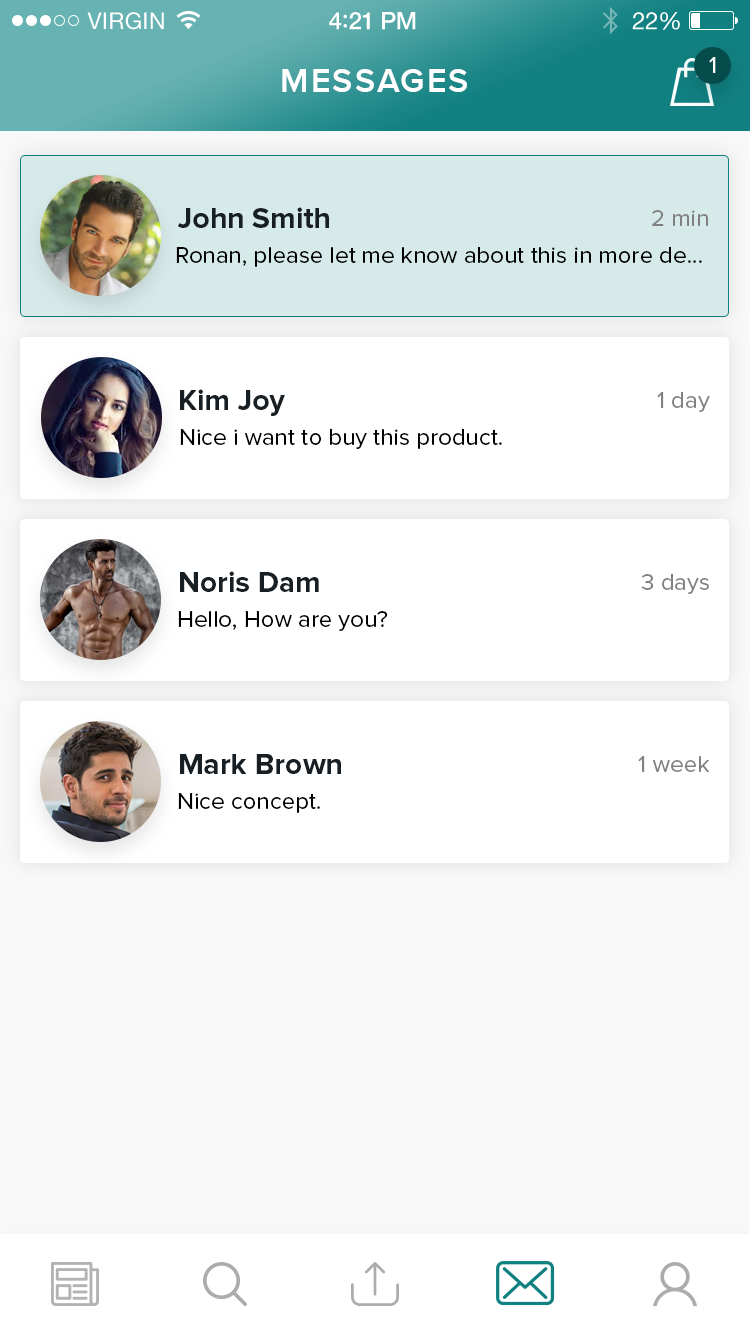 VIRGIN 4:21 PM 22%
MESSAGES 1
John Smith 2 min
Ronan, please let me know about this in more de...
Kim Joy 1 day
Nice i want to buy this product.
Noris Dam 3 days
Hello, How are you?
Mark Brown 1 week
Nice concept.